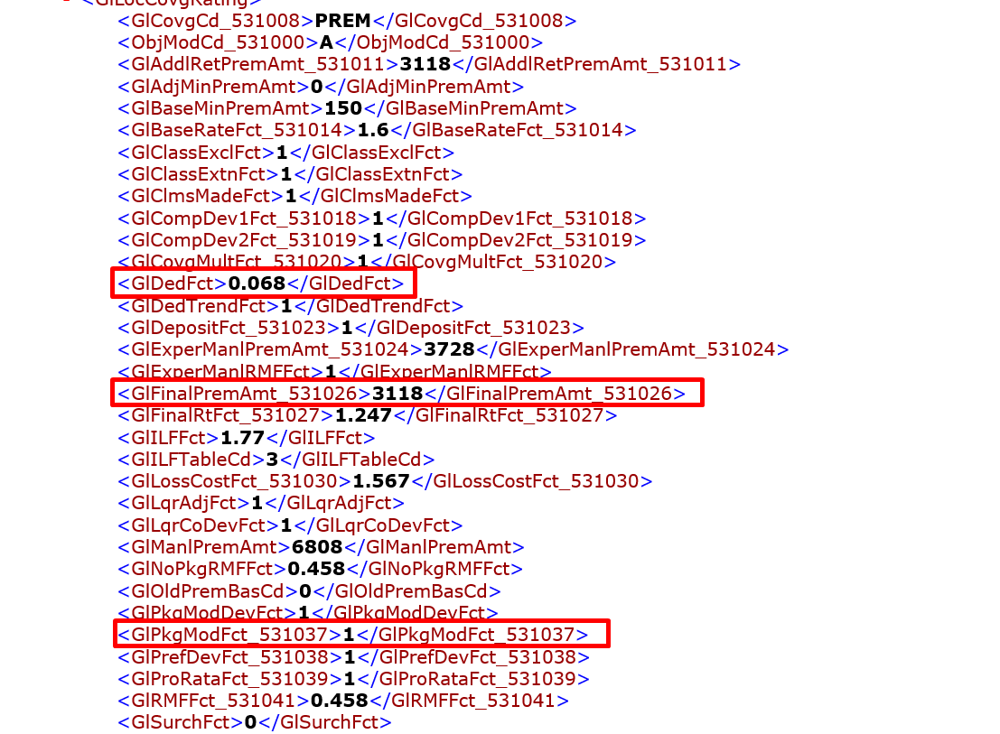 <GlLocCovgRating>
<GlCovgCd_531008>PREM</GlCovgCd_531008>
<ObjModCd_531000>A</ObjModCd_531000>
<GlAddlRetPremAmt_531011>3118</GlAddlRetPremAmt_531011>
<GlAdjMinPremAmt>0</GlAdjMinPremAmt>
<GlBaseMinPremAmt>150</GlBaseMinPremAmt>
<GlBaseRateFct_531014>1.6</GlBaseRateFct_531014>
<GlClassExclFct>1</GlClassExclFct>
<GlClassExtnFct>1</GlClassExtnFct>
<GlClmsMadeFct>1</GlClmsMadeFct>
<GlCompDev1Fct_531018>1</GlCompDev1Fct_531018>
<GlCompDev2Fct_531019>1</GlCompDev2Fct_531019>
<GlCovgMultFct_531020>1</GlCovgMultFct_531020>
<GlDedFct>0.068</GlDedFct>
<GlDedTrendFct>1</GlDedTrendFct>
<GlDepositFct_531023>1</GlDepositFct_531023>
<GlExperManlPremAmt_531024>3728</GlExperManlPremAmt_531024>
<GlExperManlRMFFct>1</GlExperManlRMFFct>
<GlFinalPremAmt_531026>3118</GlFinalPremAmt_531026>
<GlFinalRtFct_531027>1.247</GlFinalRtFct_531027>
<GlILFFct>1.77</GlILFFct>
<GlILFTableCd>3</GlILFTableCd>
<GlLossCostFct_531030>1.567</GlLossCostFct_531030>
<GlLqrAdjFct>1</GlLqrAdjFct>
<GlLqrCoDevFct>1</GlLqrCoDevFct>
<GlManlPremAmt>6808</GlManlPremAmt>
<GlNoPkgRMFFct>0.458</GlNoPkgRMFFct>
<GlOldPremBasCd>0</GlOldPremBasCd>
<GlPkgModDevFct>1</GlPkgModDevFct>
<GlPkgModFct_531037>1</GlPkgModFct_531037>
<GlPrefDevFct_531038>1</GlPrefDevFct_531038>
<GlProRataFct_531039>1</GlProRataFct_531039>
<GlRMFFct_531041>0.458</GlRMFFct_531041>
<GlSurchFct>0</GlSurchFct>